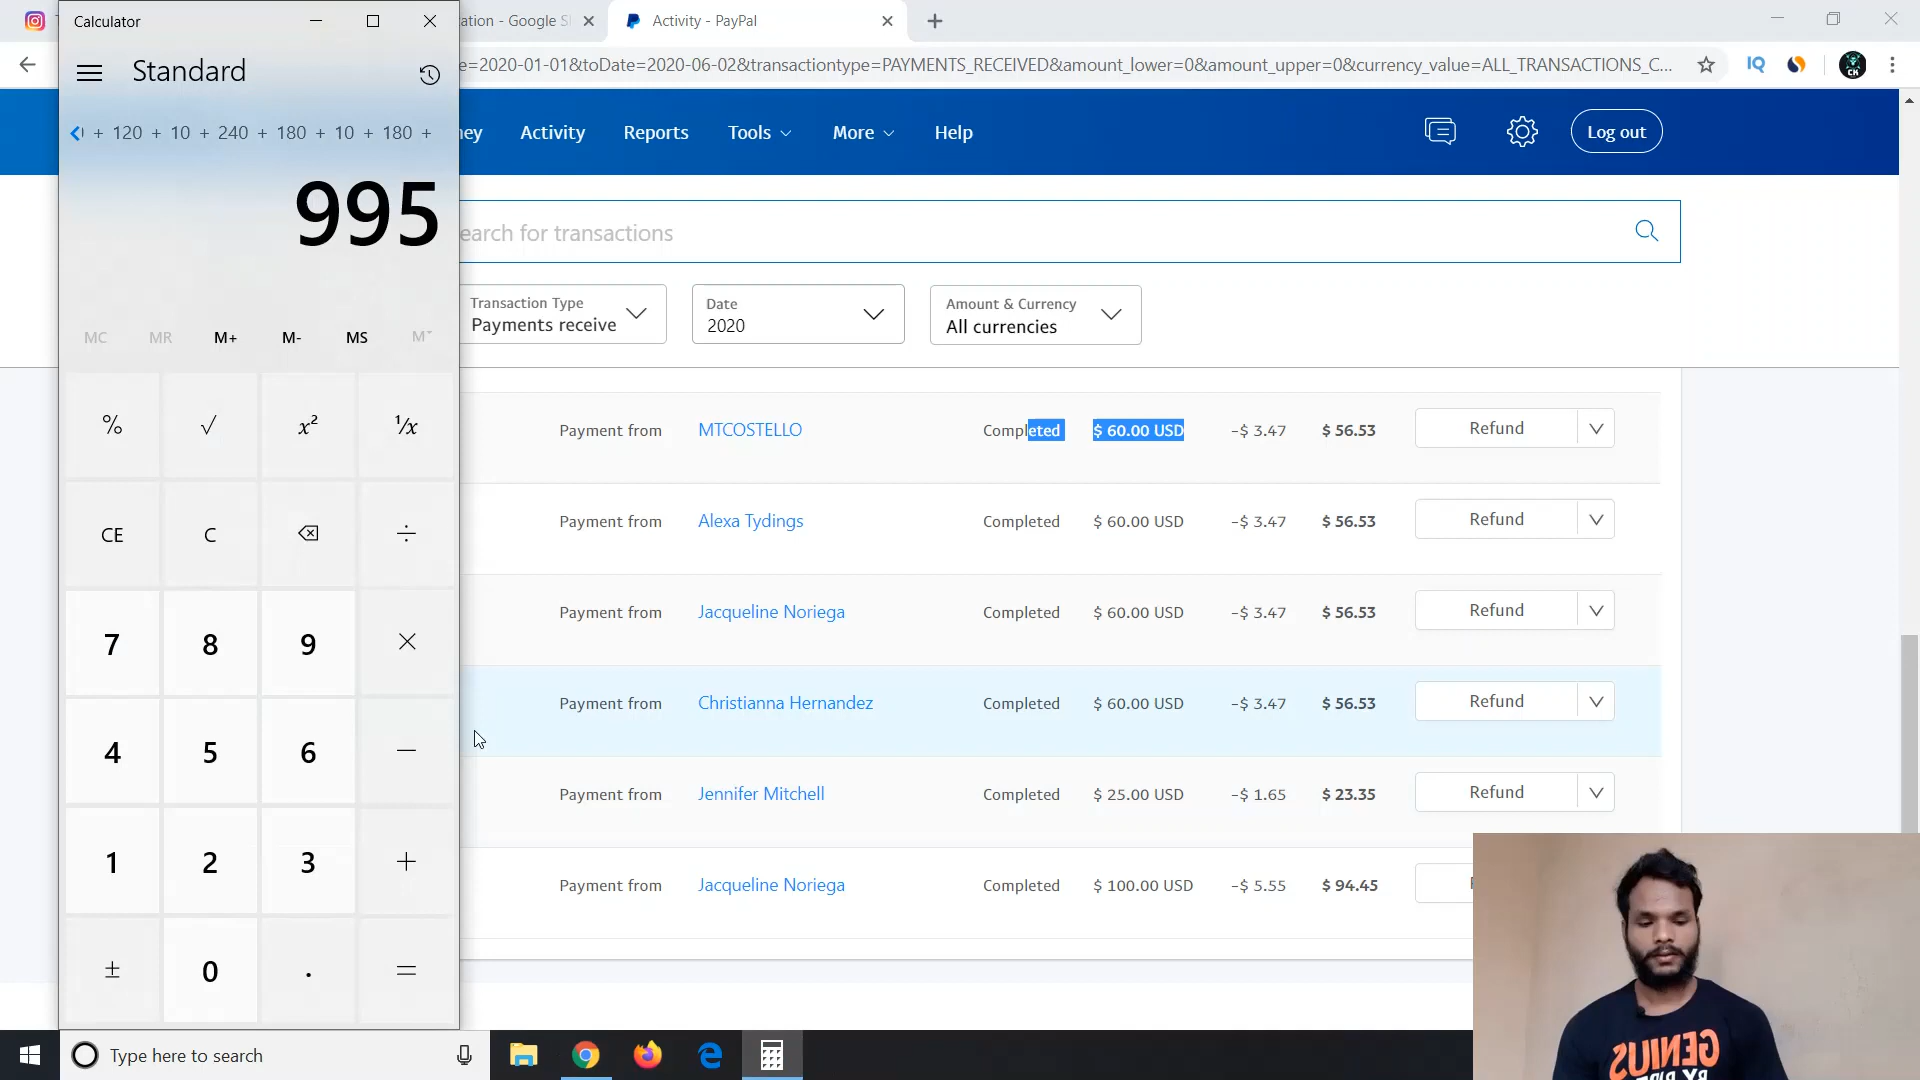 Calculator
Standard
+ 120 + 10 + 240 + 180 + 10 + 180 +
995
MC MR M+ M- MS M˅
% √ x² ¹/x
CE C ÷
7 8 9 ×
4 5 6 −
1 2 3 +
± 0 . =
ation - Google S
Activity - PayPal
e=2020-01-01&toDate=2020-06-02&transactiontype=PAYMENTS_RECEIVED&amount_lower=0&amount_upper=0&currency_value=ALL_TRANSACTIONS_C...
IQ
CK
ney Activity Reports Tools More Help Log out
earch for transactions
Transaction Type
Payments receive
Date
2020
Amount & Currency
All currencies
Payment from MTCOSTELLO Completed $ 60.00 USD -$ 3.47 $ 56.53 Refund
Payment from Alexa Tydings Completed $ 60.00 USD -$ 3.47 $ 56.53 Refund
Payment from Jacqueline Noriega Completed $ 60.00 USD -$ 3.47 $ 56.53 Refund
Payment from Christianna Hernandez Completed $ 60.00 USD -$ 3.47 $ 56.53 Refund
Payment from Jennifer Mitchell Completed $ 25.00 USD -$ 1.65 $ 23.35 Refund
Payment from Jacqueline Noriega Completed $ 100.00 USD -$ 5.55 $ 94.45
GENIUS
Type here to search